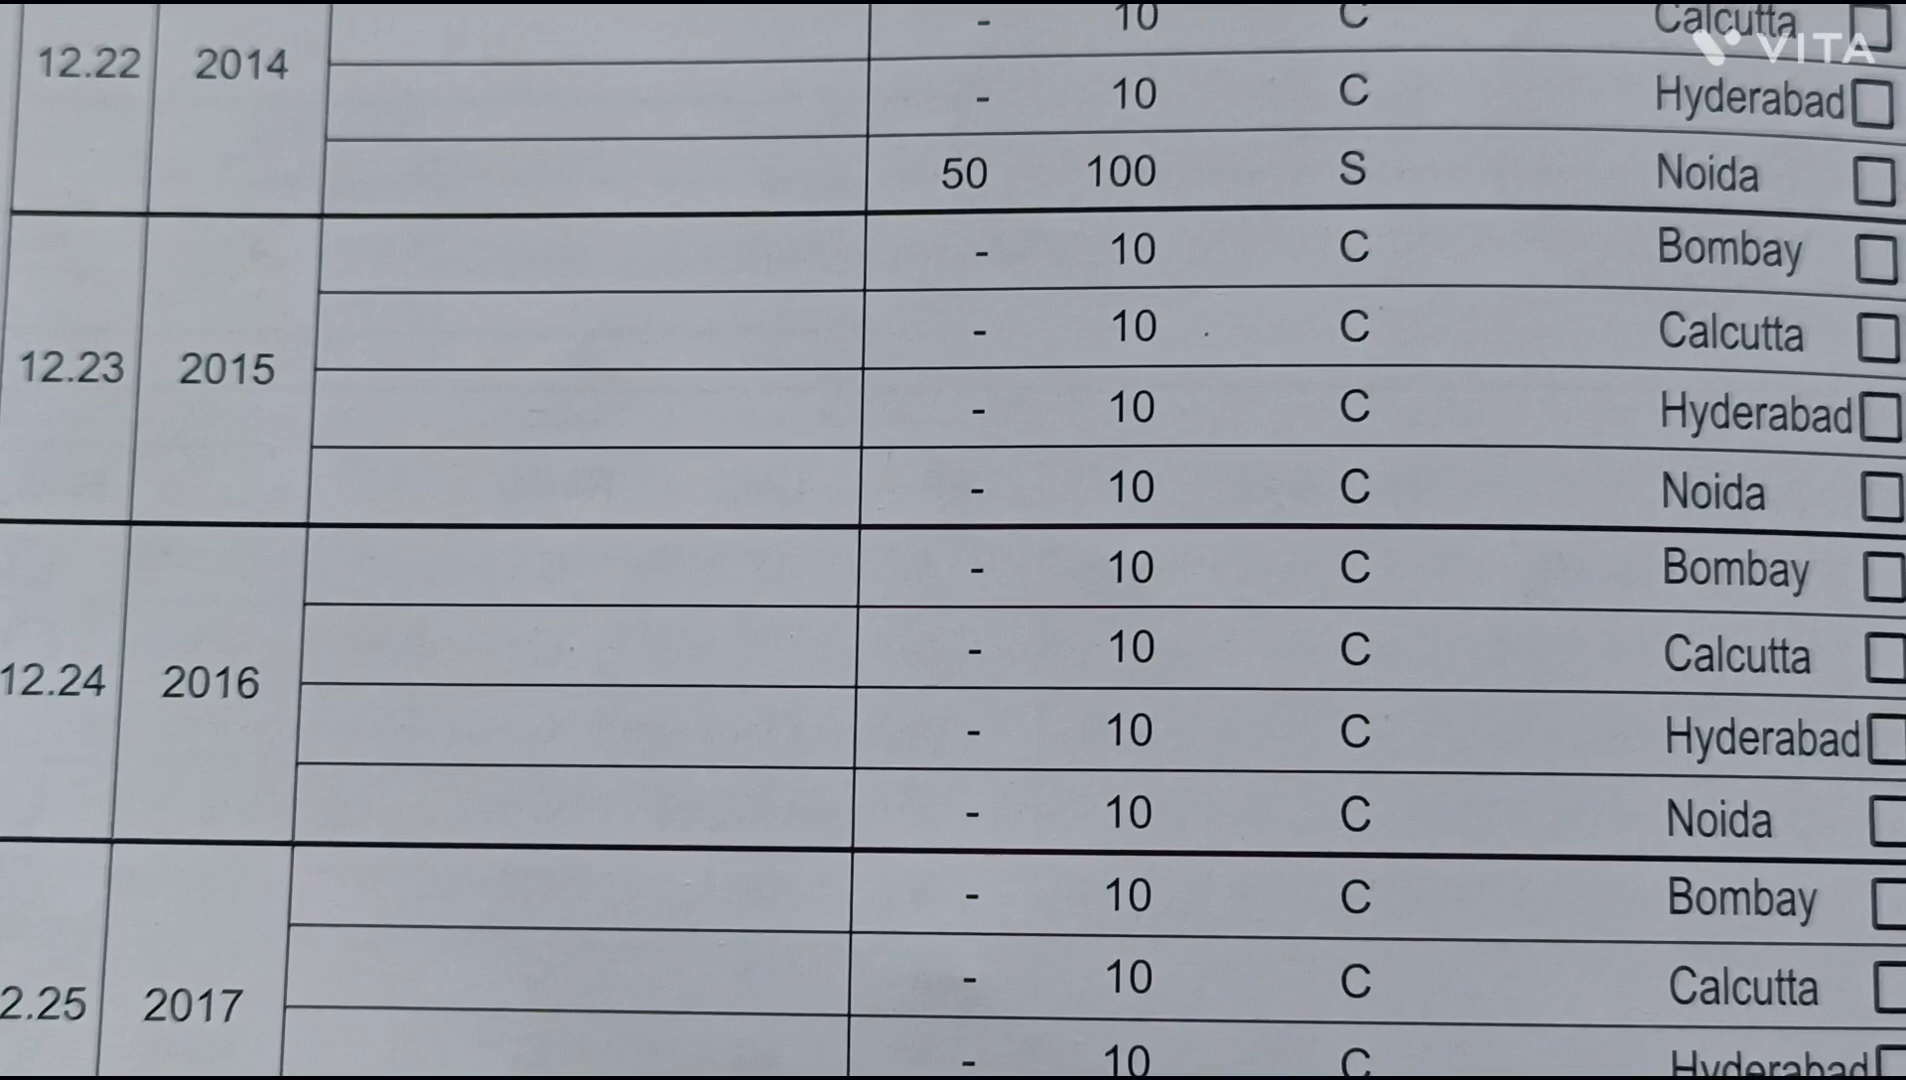 - 10 C Calcutta
VITA
12.22 2014
- 10 C Hyderabad
50 100 S Noida
- 10 C Bombay
- 10 C Calcutta
12.23 2015
- 10 C Hyderabad
- 10 C Noida
- 10 C Bombay
- 10 C Calcutta
12.24 2016
- 10 C Hyderabad
- 10 C Noida
- 10 C Bombay
- 10 C Calcutta
2.25 2017
- 10 C Hyderabad